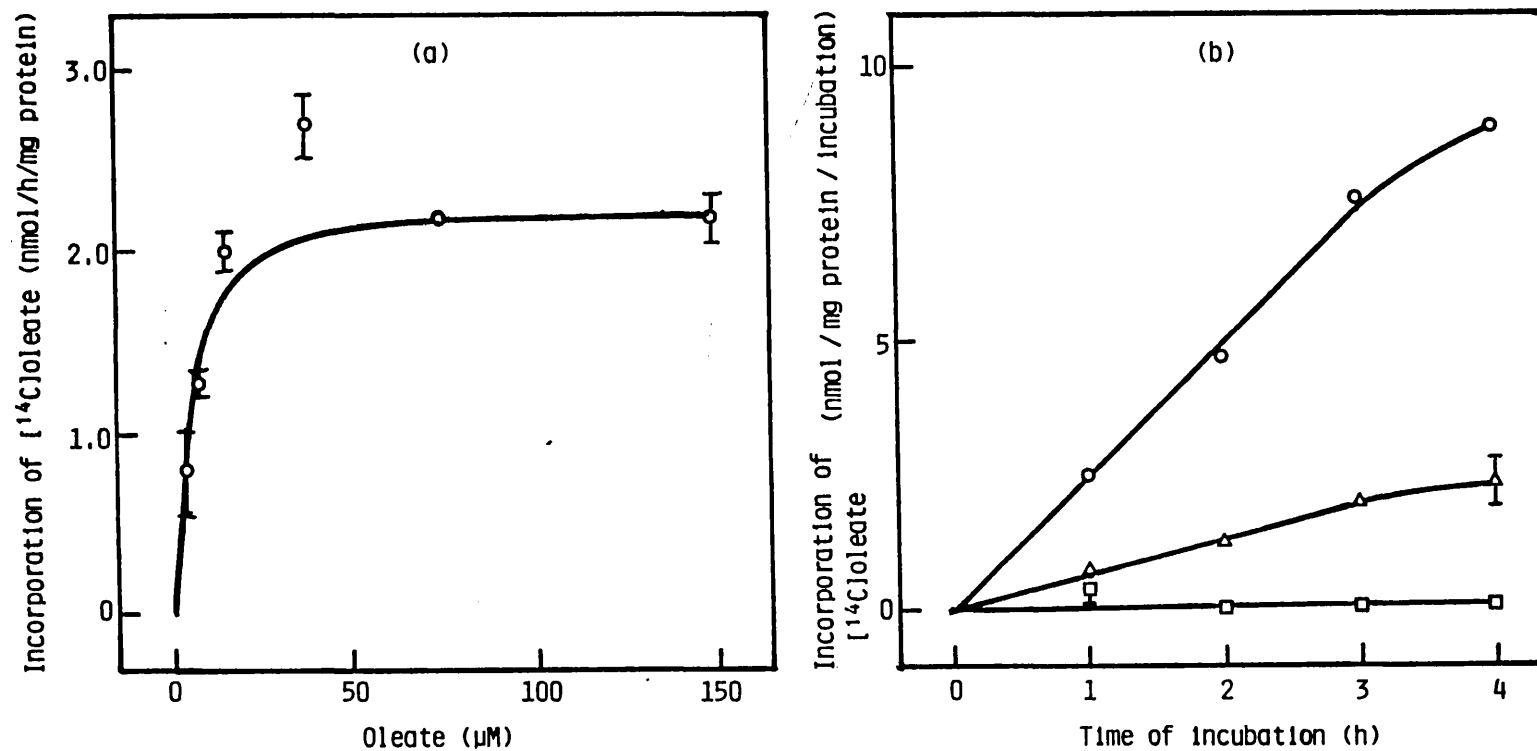 (a)
Incorporation of [¹⁴C]oleate (nmol/h/mg protein)
3.0
2.0
1.0
0
0 50 100 150
Oleate (µM)
(b)
Incorporation of (nmol/mg protein/incubation)
[¹⁴C]oleate
10
5
0
0 1 2 3 4
Time of incubation (h)